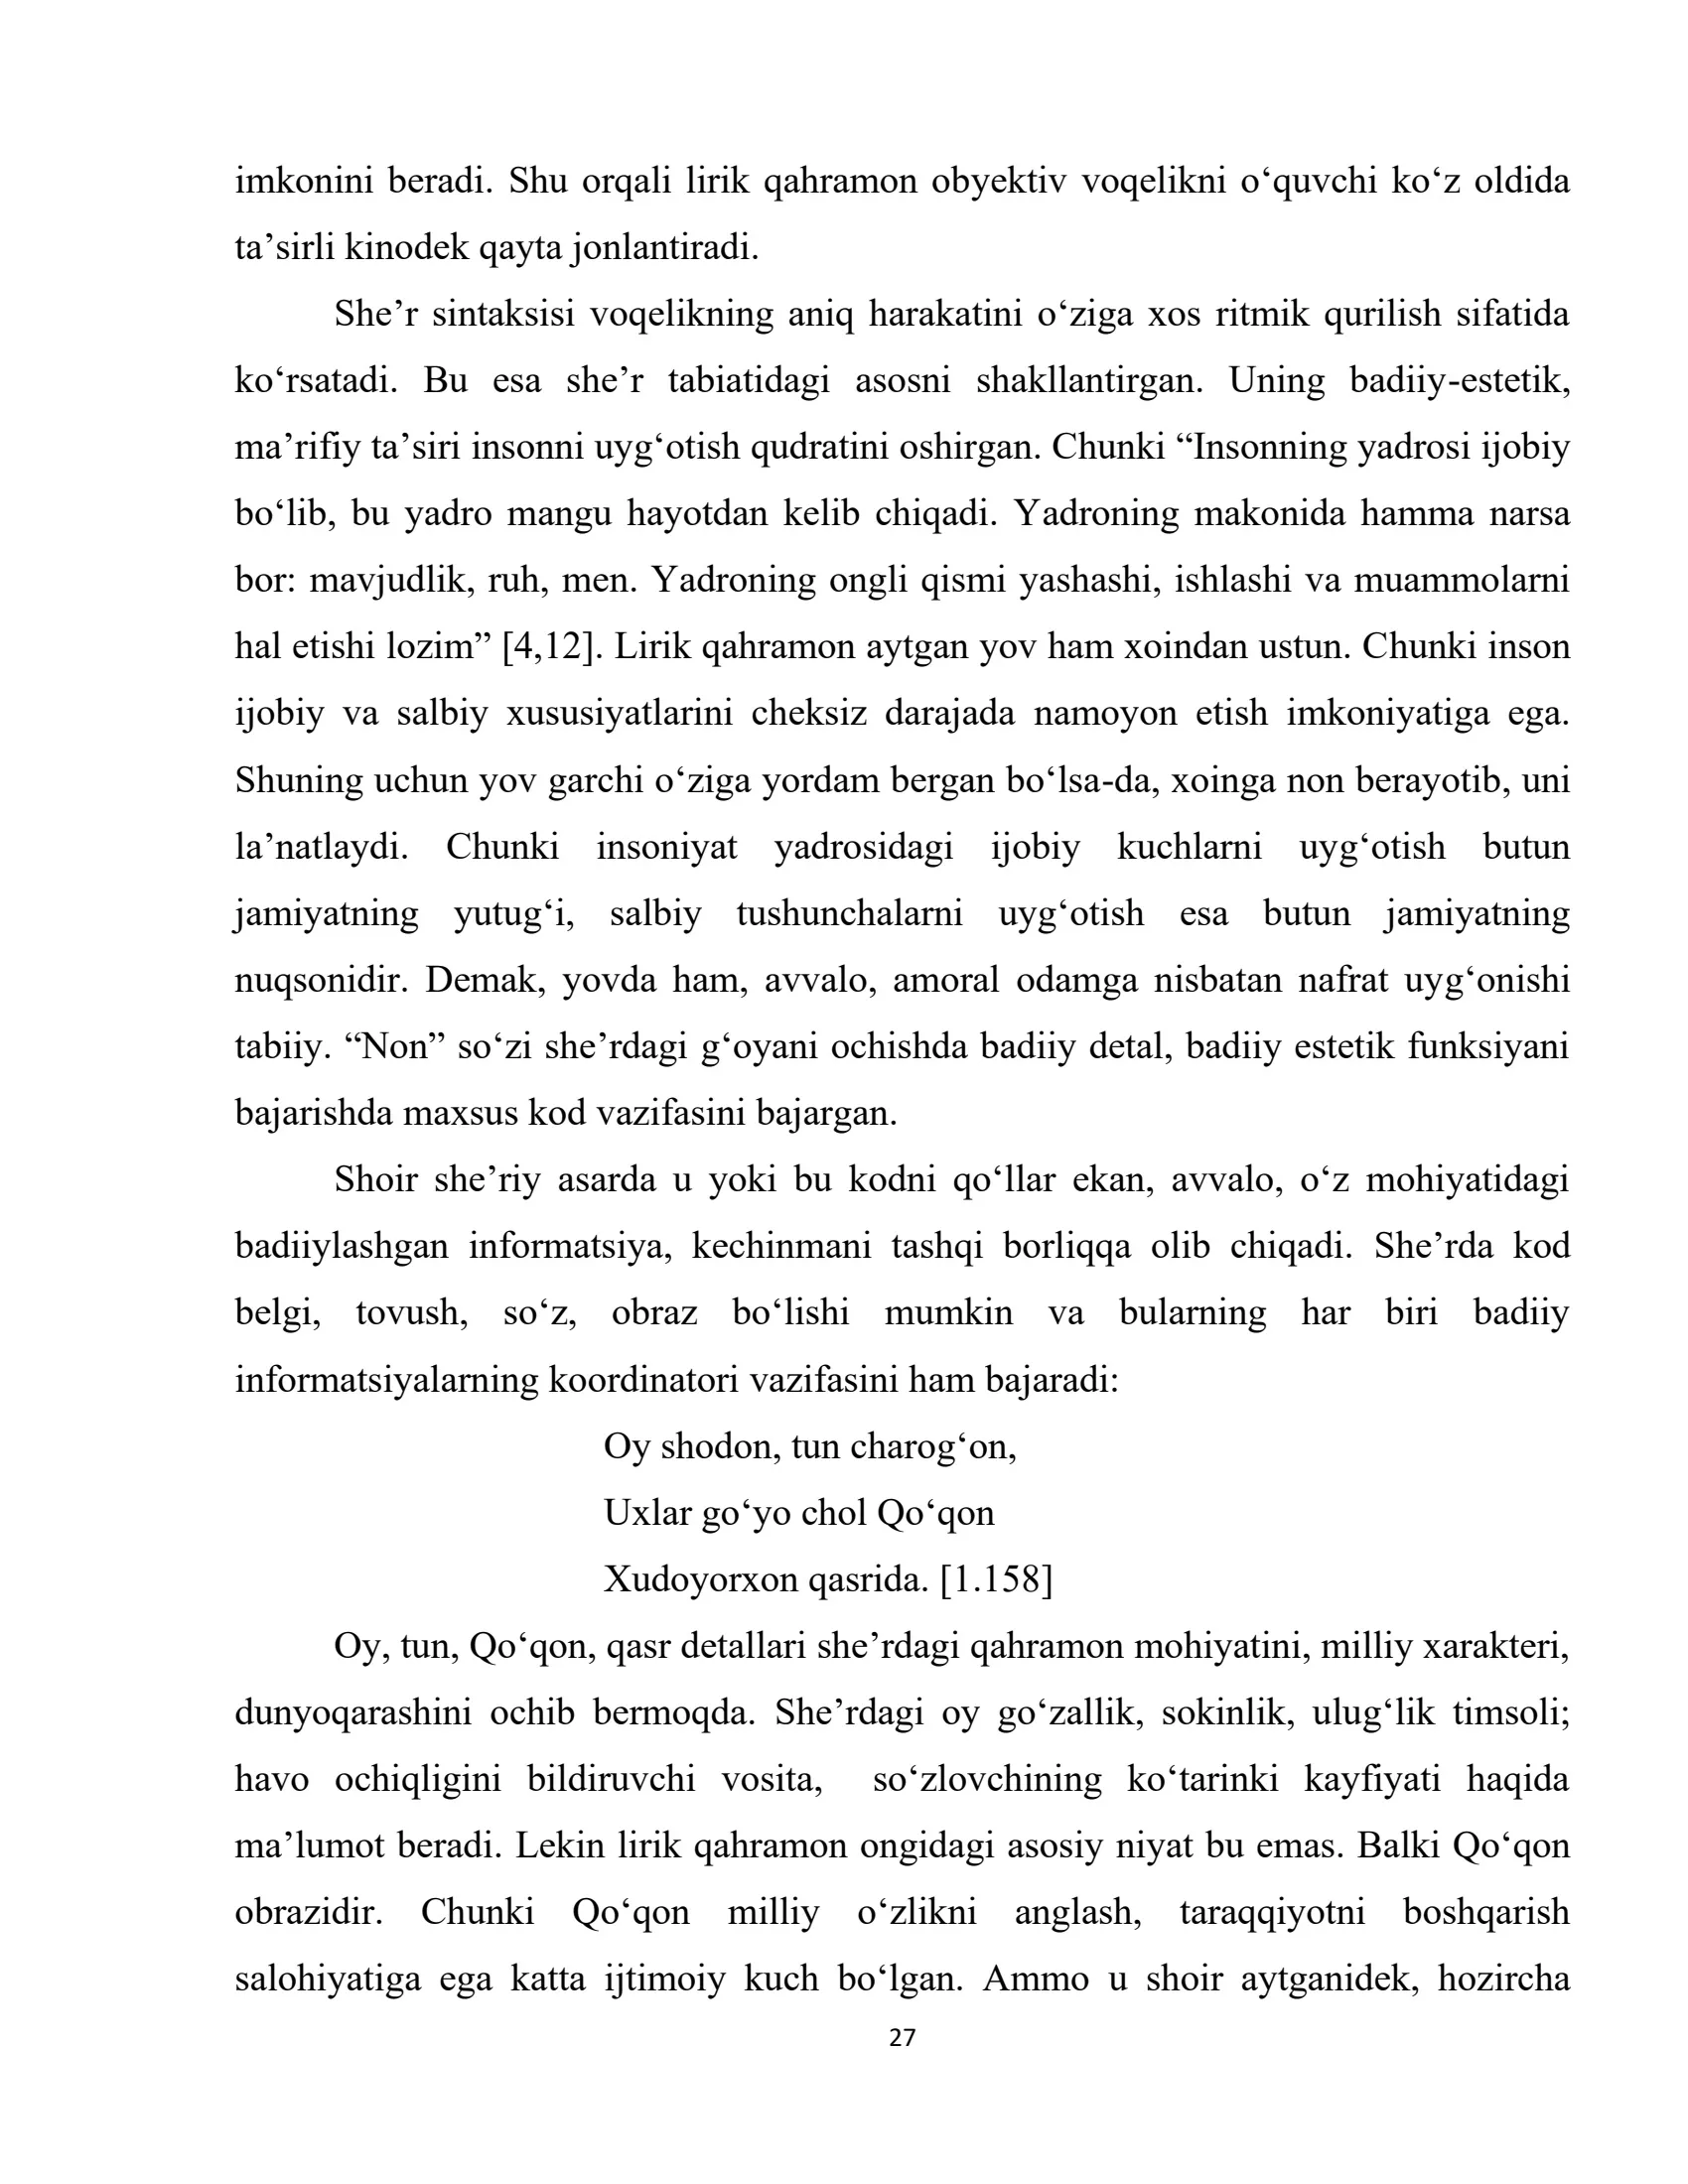 imkonini beradi. Shu orqali lirik qahramon obyektiv voqelikni o‘quvchi ko‘z oldida
ta’sirli kinodek qayta jonlantiradi.
She’r sintaksisi voqelikning aniq harakatini o‘ziga xos ritmik qurilish sifatida
ko‘rsatadi. Bu esa she’r tabiatidagi asosni shakllantirgan. Uning badiiy-estetik,
ma’rifiy ta’siri insonni uyg‘otish qudratini oshirgan. Chunki “Insonning yadrosi ijobiy
bo‘lib, bu yadro mangu hayotdan kelib chiqadi. Yadroning makonida hamma narsa
bor: mavjudlik, ruh, men. Yadroning ongli qismi yashashi, ishlashi va muammolarni
hal etishi lozim” [4,12]. Lirik qahramon aytgan yov ham xoindan ustun. Chunki inson
ijobiy va salbiy xususiyatlarini cheksiz darajada namoyon etish imkoniyatiga ega.
Shuning uchun yov garchi o‘ziga yordam bergan bo‘lsa-da, xoinga non berayotib, uni
la’natlaydi. Chunki insoniyat yadrosidagi ijobiy kuchlarni uyg‘otish butun
jamiyatning yutug‘i, salbiy tushunchalarni uyg‘otish esa butun jamiyatning
nuqsonidir. Demak, yovda ham, avvalo, amoral odamga nisbatan nafrat uyg‘onishi
tabiiy. “Non” so‘zi she’rdagi g‘oyani ochishda badiiy detal, badiiy estetik funksiyani
bajarishda maxsus kod vazifasini bajargan.
Shoir she’riy asarda u yoki bu kodni qo‘llar ekan, avvalo, o‘z mohiyatidagi
badiiylashgan informatsiya, kechinmani tashqi borliqqa olib chiqadi. She’rda kod
belgi, tovush, so‘z, obraz bo‘lishi mumkin va bularning har biri badiiy
informatsiyalarning koordinatori vazifasini ham bajaradi:
Oy shodon, tun charog‘on,
Uxlar go‘yo chol Qo‘qon
Xudoyorxon qasrida. [1.158]
Oy, tun, Qo‘qon, qasr detallari she’rdagi qahramon mohiyatini, milliy xarakteri,
dunyoqarashini ochib bermoqda. She’rdagi oy go‘zallik, sokinlik, ulug‘lik timsoli;
havo ochiqligini bildiruvchi vosita, so‘zlovchining ko‘tarinki kayfiyati haqida
ma’lumot beradi. Lekin lirik qahramon ongidagi asosiy niyat bu emas. Balki Qo‘qon
obrazidir. Chunki Qo‘qon milliy o‘zlikni anglash, taraqqiyotni boshqarish
salohiyatiga ega katta ijtimoiy kuch bo‘lgan. Ammo u shoir aytganidek, hozircha
27